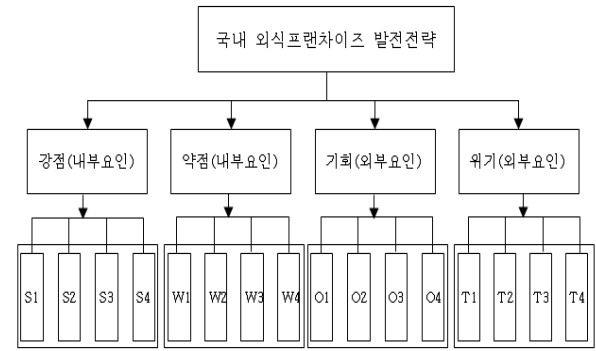 국내 외식프랜차이즈 발전전략
강점(내부요인) 약점(내부요인) 기회(외부요인) 위기(외부요인)
S1 S2 S3 S4 W1 W2 W3 W4 O1 O2 O3 O4 T1 T2 T3 T4